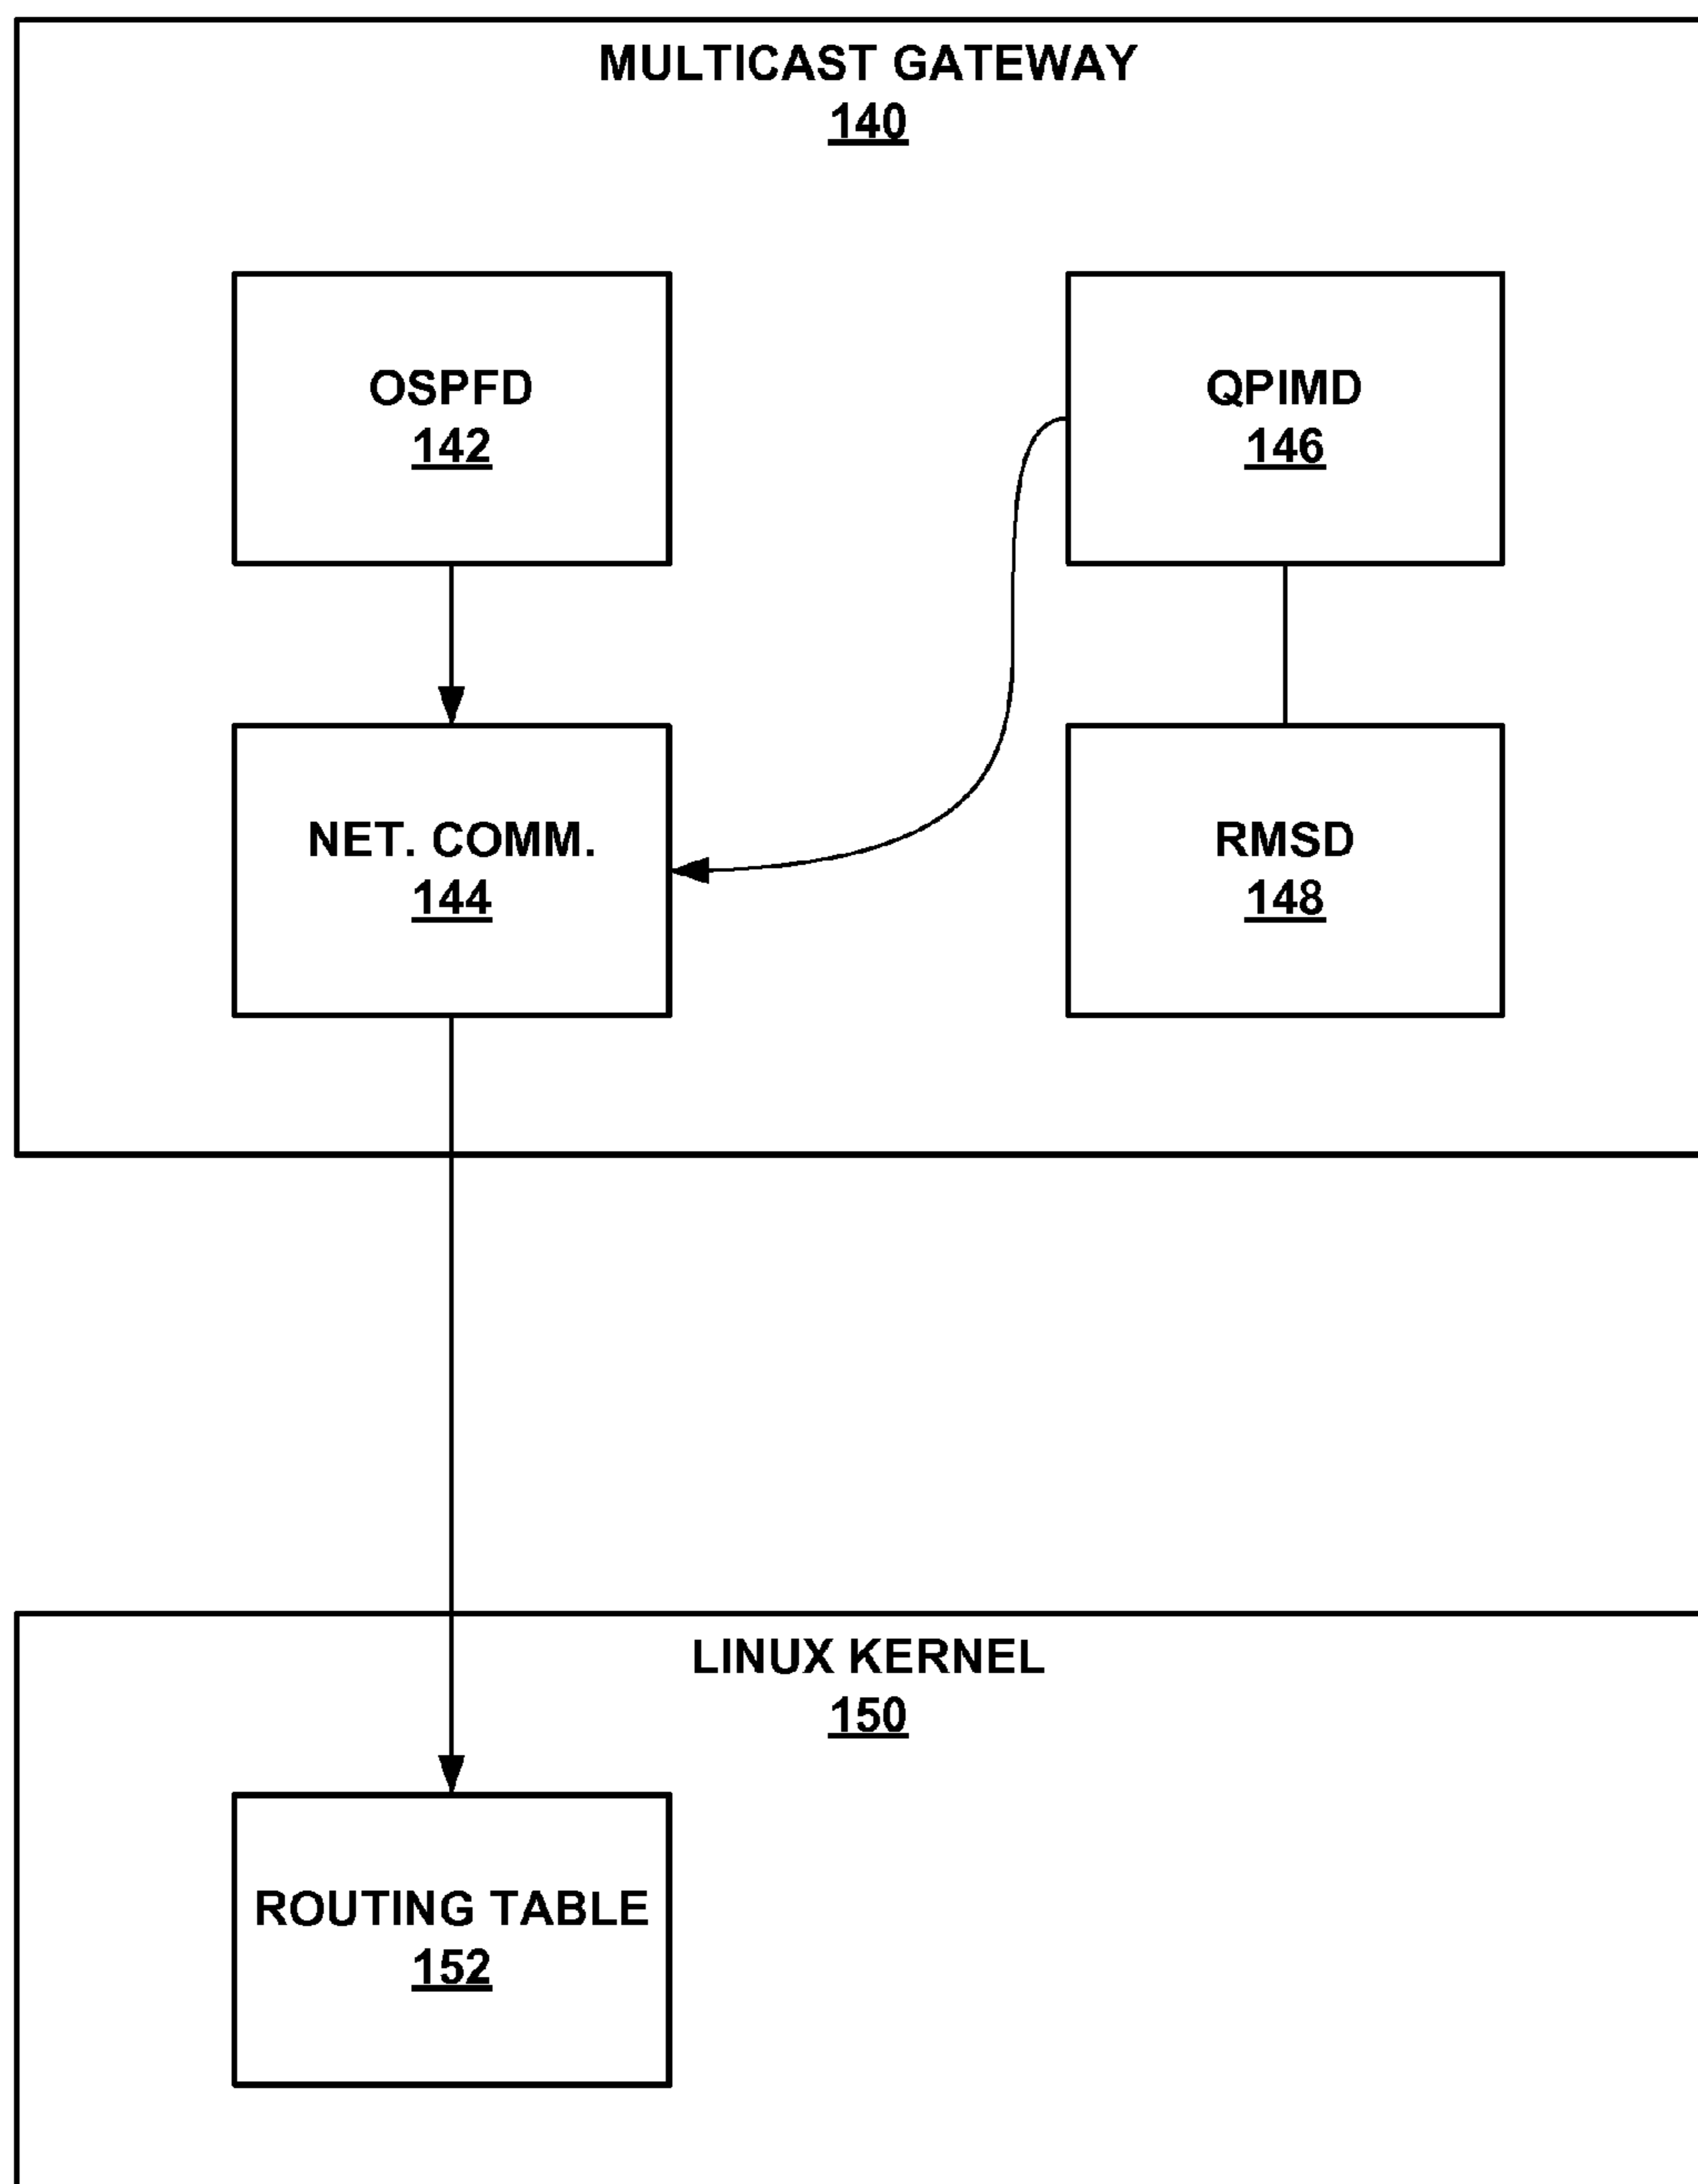 MULTICAST GATEWAY
140
OSPFD
142
QPIMD
146
NET. COMM.
144
RMSD
148
LINUX KERNEL
150
ROUTING TABLE
152